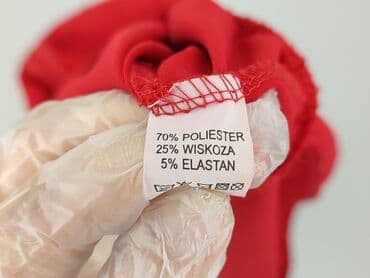 70% POLIESTER
25% WISKOZA
5% ELASTAN